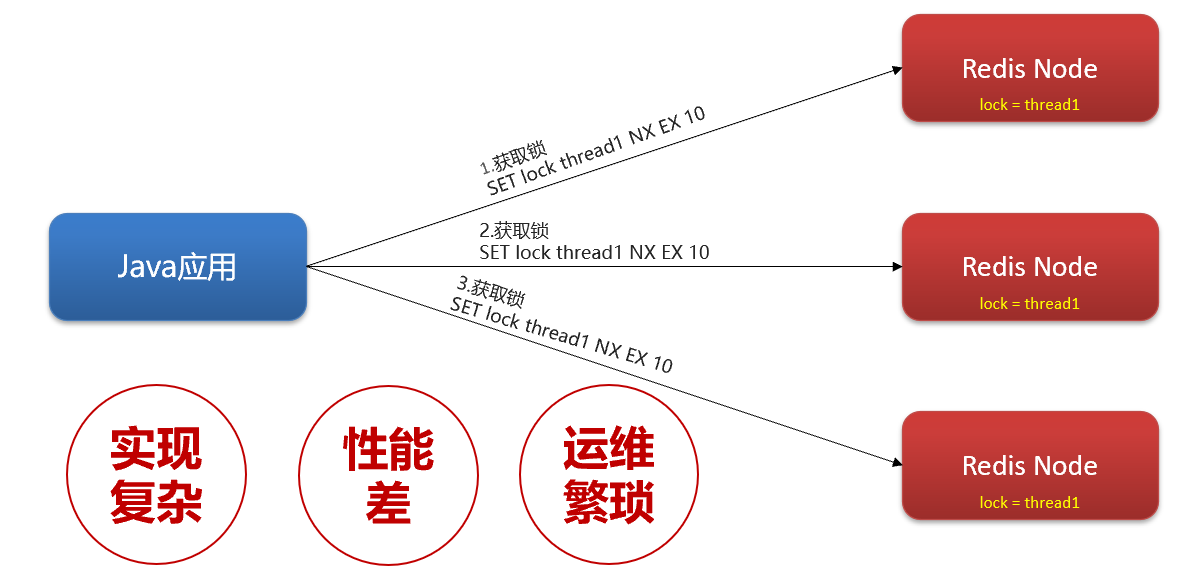 Redis Node
lock = thread1
1.获取锁
SET lock thread1 NX EX 10
Java应用
2.获取锁
SET lock thread1 NX EX 10
Redis Node
lock = thread1
3.获取锁
SET lock thread1 NX EX 10
Redis Node
lock = thread1
实现
复杂
性能
差
运维
繁琐